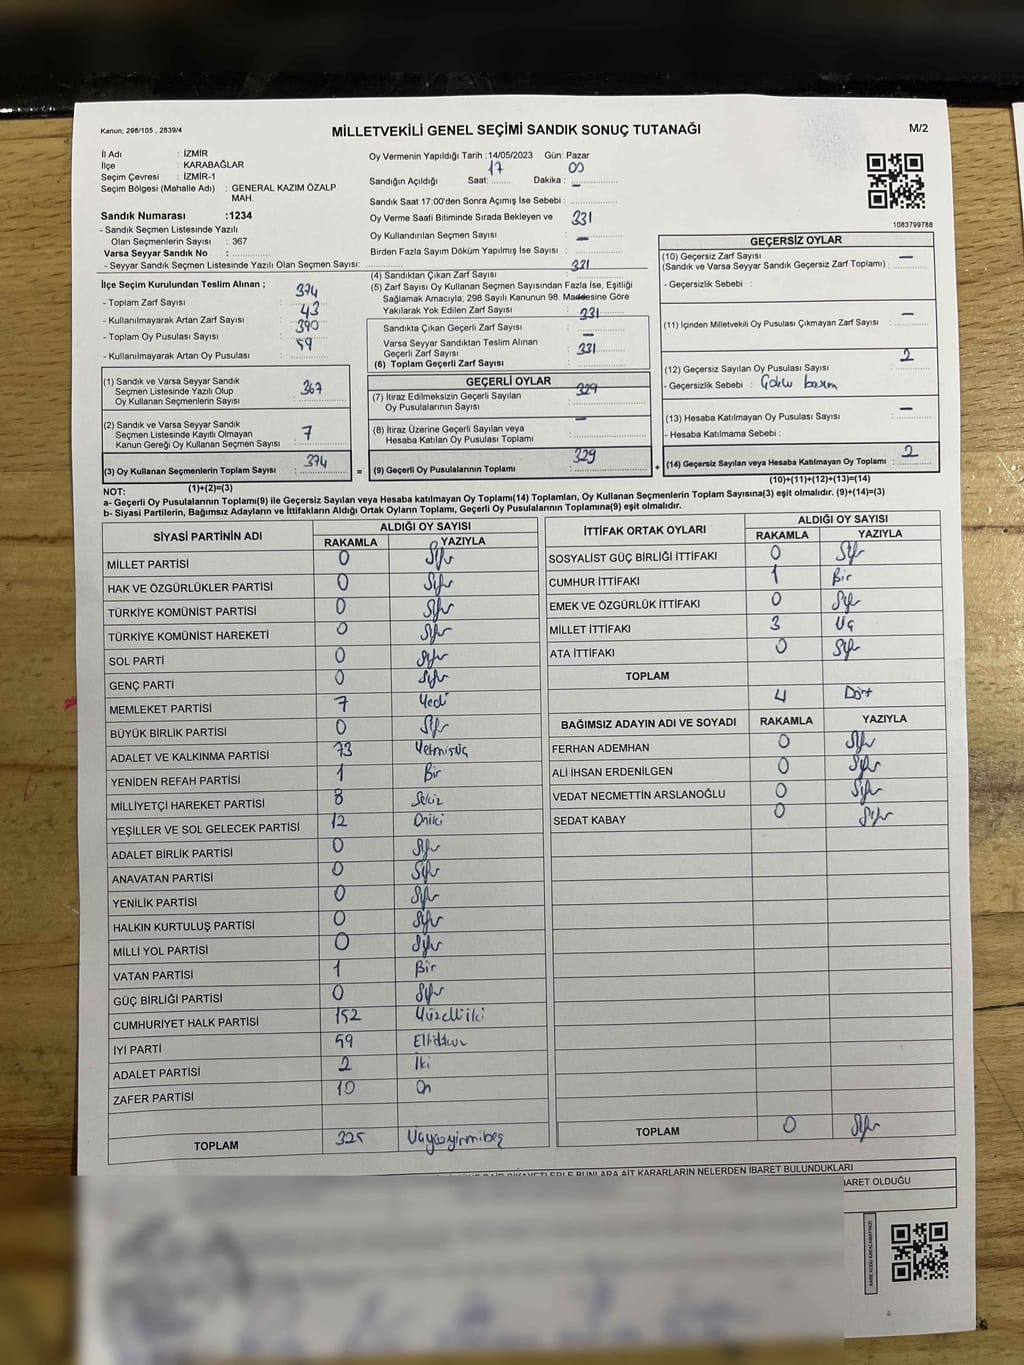 Kanun; 298/105 , 2839/4
MİLLETVEKİLİ GENEL SEÇİMİ SANDIK SONUÇ TUTANAĞI
M/2
İl Adı : İZMİR
İlçe : KARABAĞLAR
Seçim Çevresi : İZMİR-1
Seçim Bölgesi (Mahalle Adı) : GENERAL KAZIM ÖZALP
MAH.
Sandık Numarası :1234
- Sandık Seçmen Listesinde Yazılı
Olan Seçmenlerin Sayısı : 367
Varsa Seyyar Sandık No :
- Seyyar Sandık Seçmen Listesinde Yazılı Olan Seçmen Sayısı:
İlçe Seçim Kurulundan Teslim Alınan ;
- Toplam Zarf Sayısı : 374
- Kullanılmayarak Artan Zarf Sayısı : 43
- Toplam Oy Pusulası Sayısı : 390
- Kullanılmayarak Artan Oy Pusulası : 59
Oy Vermenin Yapıldığı Tarih :14/05/2023 Gün: Pazar
Sandığın Açıldığı Saat: 17 Dakika : 00
Sandık Saat 17:00'den Sonra Açımış İse Sebebi : –
Oy Verme Saati Bitiminde Sırada Bekleyen ve
Oy Kullandırılan Seçmen Sayısı : 331
Birden Fazla Sayım Döküm Yapılmış İse Sayısı : –
(4) Sandıktan Çıkan Zarf Sayısı : 331
(5) Zarf Sayısı Oy Kullanan Seçmen Sayısından Fazla İse, Eşitliği
Sağlamak Amacıyla; 298 Sayılı Kanunun 98. Maddesine Göre
Yakılarak Yok Edilen Zarf Sayısı : –
Sandıkta Çıkan Geçerli Zarf Sayısı : 331
Varsa Seyyar Sandıktan Teslim Alınan
Geçerli Zarf Sayısı : –
(6) Toplam Geçerli Zarf Sayısı : 331
1083799788
GEÇERSİZ OYLAR
(10) Geçersiz Zarf Sayısı
(Sandık ve Varsa Seyyar Sandık Geçersiz Zarf Toplamı) : –
- Geçersizlik Sebebi :
(11) İçinden Milletvekili Oy Pusulası Çıkmayan Zarf Sayısı : –
(12) Geçersiz Sayılan Oy Pusulası Sayısı : 2
- Geçersizlik Sebebi :
(13) Hesaba Katılmayan Oy Pusulası Sayısı : –
- Hesaba Katılmama Sebebi :
(14) Geçersiz Sayılan veya Hesaba Katılmayan Oy Toplamı : 2
(10)+(11)+(12)+(13)=(14)
(1) Sandık ve Varsa Seyyar Sandık
Seçmen Listesinde Yazılı Olup
Oy Kullanan Seçmenlerin Sayısı : 367
(2) Sandık ve Varsa Seyyar Sandık
Seçmen Listesinde Kayıtlı Olmayan
Kanun Gereği Oy Kullanan Seçmen Sayısı : 7
(3) Oy Kullanan Seçmenlerin Toplam Sayısı : 374 =
(1)+(2)=(3)
GEÇERLİ OYLAR
(7) İtiraz Edilmeksizin Geçerli Sayılan
Oy Pusulalarının Sayısı : 329
(8) İtiraz Üzerine Geçerli Sayılan veya
Hesaba Katılan Oy Pusulası Toplamı : –
(9) Geçerli Oy Pusulalarının Toplamı : 329 +
NOT:
a- Geçerli Oy Pusulalarının Toplamı(9) ile Geçersiz Sayılan veya Hesaba katılmayan Oy Toplamı(14) Toplamları, Oy Kullanan Seçmenlerin Toplam Sayısına(3) eşit olmalıdır. (9)+(14)=(3)
b- Siyasi Partilerin, Bağımsız Adayların ve İttifakların Aldığı Ortak Oyların Toplamı, Geçerli Oy Pusulalarının Toplamına(9) eşit olmalıdır.
SİYASİ PARTİNİN ADI ALDIĞI OY SAYISI
RAKAMLA YAZIYLA
MİLLET PARTİSİ 0 Sıfır
HAK VE ÖZGÜRLÜKLER PARTİSİ 0 Sıfır
TÜRKİYE KOMÜNİST PARTİSİ 0 Sıfır
TÜRKİYE KOMÜNİST HAREKETİ 0 Sıfır
SOL PARTİ 0 Sıfır
GENÇ PARTİ 0 Sıfır
MEMLEKET PARTİSİ 7 Yedi
BÜYÜK BİRLİK PARTİSİ 0 Sıfır
ADALET VE KALKINMA PARTİSİ 73 Yetmişüç
YENİDEN REFAH PARTİSİ 1 Bir
MİLLİYETÇİ HAREKET PARTİSİ 8 Sekiz
YEŞİLLER VE SOL GELECEK PARTİSİ 12 Oniki
ADALET BİRLİK PARTİSİ 0 Sıfır
ANAVATAN PARTİSİ 0 Sıfır
YENİLİK PARTİSİ 0 Sıfır
HALKIN KURTULUŞ PARTİSİ 0 Sıfır
MİLLİ YOL PARTİSİ 0 Sıfır
VATAN PARTİSİ 1 Bir
GÜÇ BİRLİĞİ PARTİSİ 0 Sıfır
CUMHURİYET HALK PARTİSİ 152 Yüzelliiki
İYİ PARTİ 59 Ellidokuz
ADALET PARTİSİ 2 İki
ZAFER PARTİSİ 10 On
TOPLAM 325 Üçyüzyirmibeş
İTTİFAK ORTAK OYLARI ALDIĞI OY SAYISI
RAKAMLA YAZIYLA
SOSYALİST GÜÇ BİRLİĞİ İTTİFAKI 0 Sıfır
CUMHUR İTTİFAKI 1 Bir
EMEK VE ÖZGÜRLÜK İTTİFAKI 0 Sıfır
MİLLET İTTİFAKI 3 Üç
ATA İTTİFAKI 0 Sıfır
TOPLAM 4 Dört
BAĞIMSIZ ADAYIN ADI VE SOYADI RAKAMLA YAZIYLA
FERHAN ADEMHAN 0 Sıfır
ALİ İHSAN ERDENİLGEN 0 Sıfır
VEDAT NECMETTİN ARSLANOĞLU 0 Sıfır
SEDAT KABAY 0 Sıfır
TOPLAM 0 Sıfır
BUNLARA AİT KARARLARIN NELERDEN İBARET BULUNDUKLARI
BARET OLDUĞU